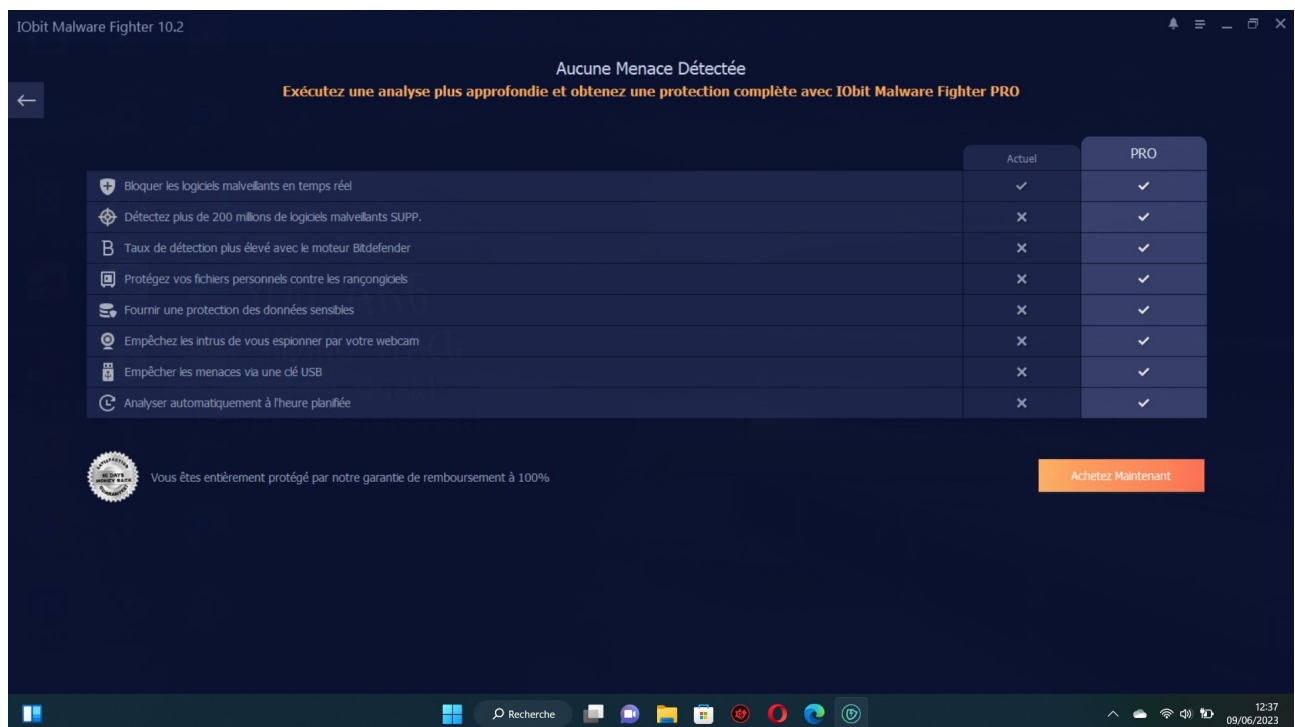 IObit Malware Fighter 10.2
Aucune Menace Détectée
Exécutez une analyse plus approfondie et obtenez une protection complète avec IObit Malware Fighter PRO
Actuel
PRO
Bloquer les logiciels malveillants en temps réel
Détectez plus de 200 millions de logiciels malveillants SUPP.
Taux de détection plus élevé avec le moteur Bitdefender
Protégez vos fichiers personnels contre les rançongiciels
Fournir une protection des données sensibles
Empêchez les intrus de vous espionner par votre webcam
Empêcher les menaces via une clé USB
Analyser automatiquement à l'heure planifiée
Vous êtes entièrement protégé par notre garantie de remboursement à 100%
Achetez Maintenant
Recherche
12:37
09/06/2023